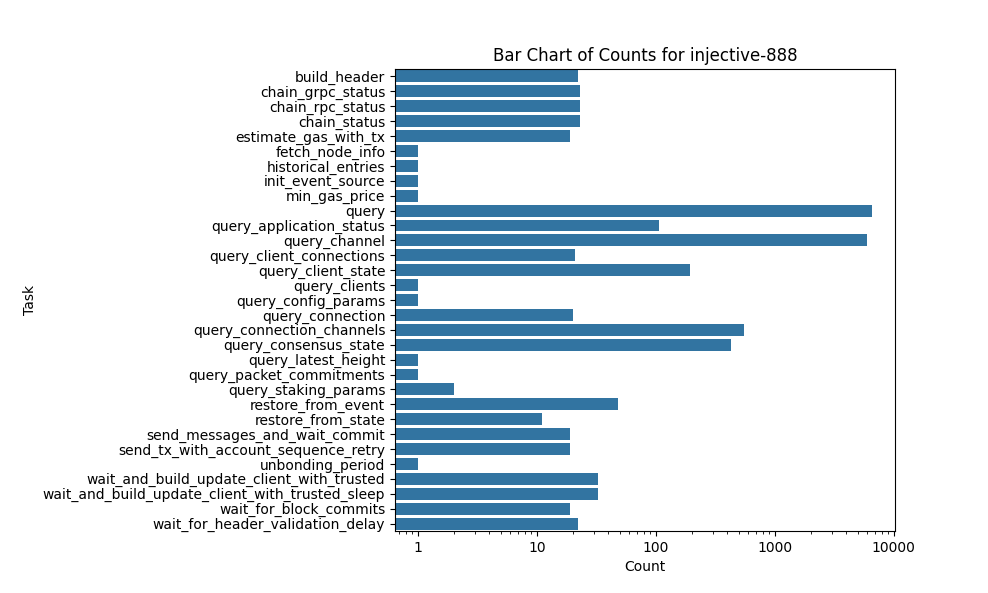 Bar Chart of Counts for injective-888
build_header
chain_grpc_status
chain_rpc_status
chain_status
estimate_gas_with_tx
fetch_node_info
historical_entries
init_event_source
min_gas_price
query
query_application_status
query_channel
query_client_connections
query_client_state
query_clients
query_config_params
query_connection
query_connection_channels
query_consensus_state
query_latest_height
query_packet_commitments
query_staking_params
restore_from_event
restore_from_state
send_messages_and_wait_commit
send_tx_with_account_sequence_retry
unbonding_period
wait_and_build_update_client_with_trusted
wait_and_build_update_client_with_trusted_sleep
wait_for_block_commits
wait_for_header_validation_delay
Task
1 10 100 1000 10000
Count